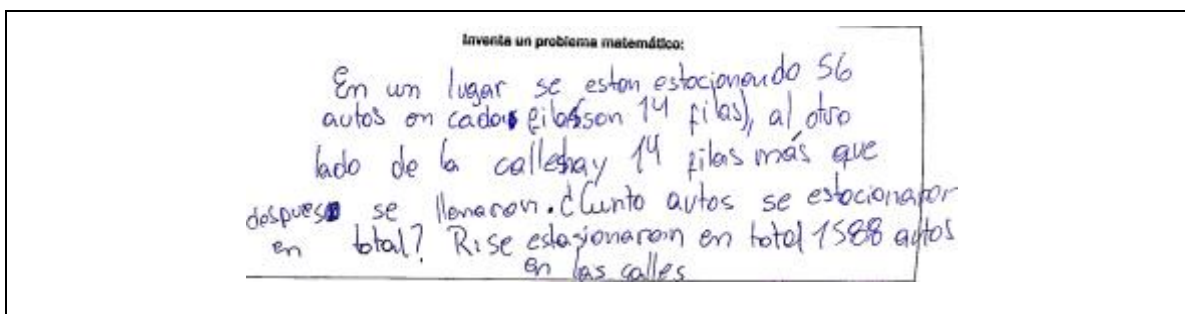 Inventa un problema matemático:
En un lugar se estan estacionando 56
autos en cada fila(son 14 filas), al otro
lado de la calle hay 14 filas más que
despues se llenaron. ¿Cunto autos se estacionaron
en total? R: se estasionaron en total 1588 autos
en las calles